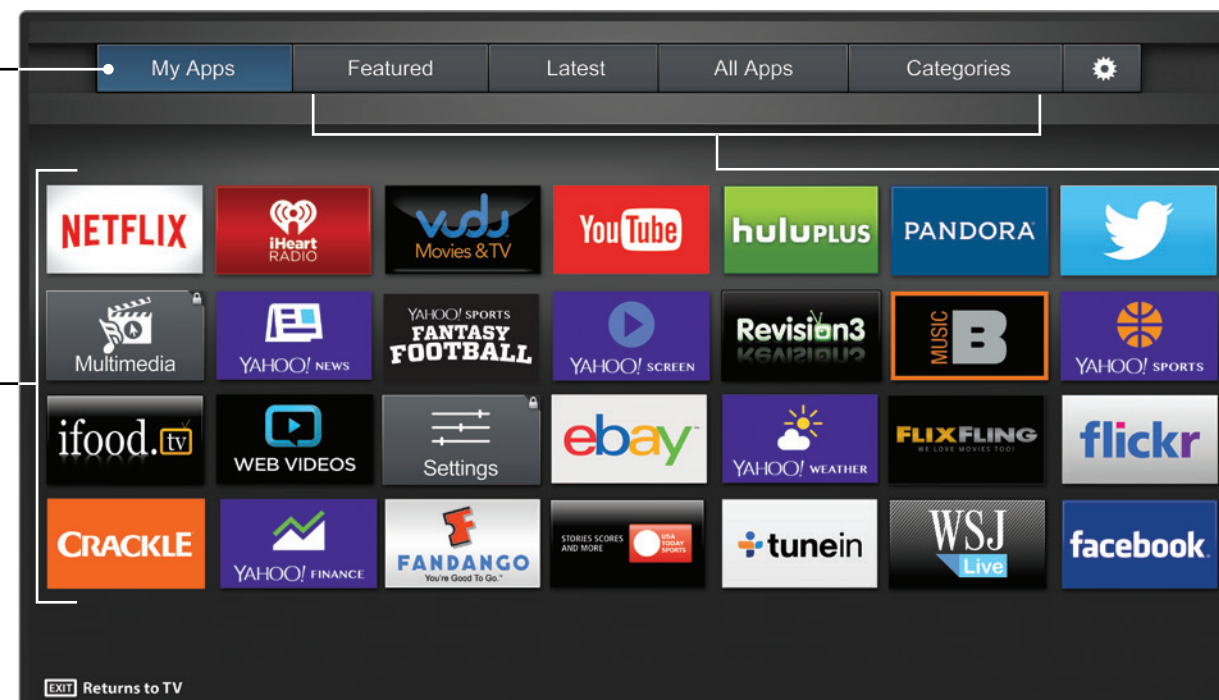 My Apps Featured Latest All Apps Categories
NETFLIX
iHeart
RADIO
vudu
Movies & TV
YouTube
huluPLUS
PANDORA
Multimedia
YAHOO! NEWS
YAHOO! SPORTS
FANTASY
FOOTBALL
YAHOO! SCREEN
Revision3
MUSIC B
YAHOO! SPORTS
ifood.tv
WEB VIDEOS
Settings
ebay™
YAHOO! WEATHER
FLIXFLING
WE LOVE MOVIES TOO!
flickr
CRACKLE
YAHOO! FINANCE
FANDANGO
You're Good To Go.™
STORIES SCORES
AND MORE
USA
TODAY
SPORTS
tunein
WSJ
Live
facebook
EXIT Returns to TV